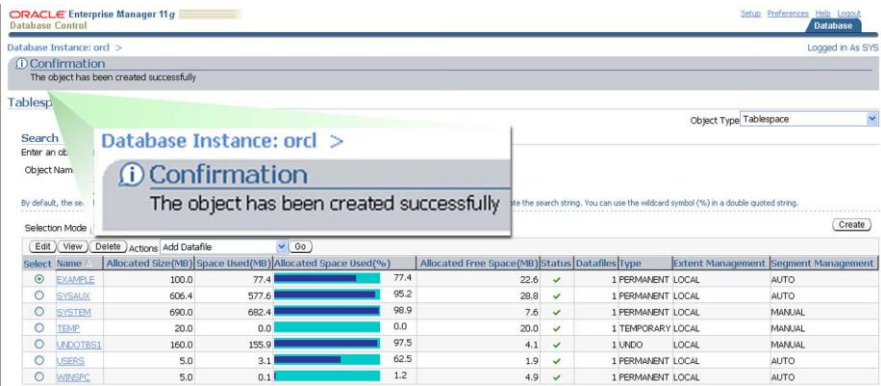 ORACLE Enterprise Manager 11g
Database Control
Setup Preferences Help Logout
Database
Database Instance: orcl >
Logged in As SYS
Confirmation
The object has been created successfully
Tablesp
Object Type Tablespace
Database Instance: orcl >
Confirmation
The object has been created successfully
Search
Enter an ob
Object Nam
By default, the sea
te the search string. You can use the wildcard symbol (%) in a double quoted string.
Selection Mode
Create
Edit View Delete Actions Add Datafile Go
Select Name Allocated Size(MB) Space Used(MB) Allocated Space Used(%) Allocated Free Space(MB) Status Datafiles Type Extent Management Segment Management
EXAMPLE 100.0 77.4 77.4 22.6 ✓ 1 PERMANENT LOCAL AUTO
SYSAUX 606.4 577.6 95.2 28.8 ✓ 1 PERMANENT LOCAL AUTO
SYSTEM 690.0 682.4 98.9 7.6 ✓ 1 PERMANENT LOCAL MANUAL
TEMP 20.0 0.0 0.0 20.0 ✓ 1 TEMPORARY LOCAL MANUAL
UNDOTBS1 160.0 155.9 97.5 4.1 ✓ 1 UNDO LOCAL MANUAL
USERS 5.0 3.1 62.5 1.9 ✓ 1 PERMANENT LOCAL AUTO
WINSPC 5.0 0.1 1.2 4.9 ✓ 1 PERMANENT LOCAL AUTO